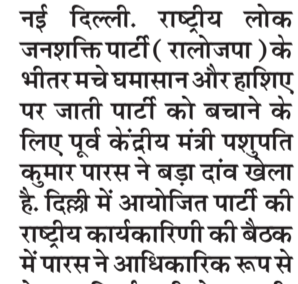 नई दिल्ली. राष्ट्रीय लोक
जनशक्ति पार्टी ( रालोजपा ) के
भीतर मचे घमासान और हाशिए
पर जाती पार्टी को बचाने के
लिए पूर्व केंद्रीय मंत्री पशुपति
कुमार पारस ने बड़ा दांव खेला
है. दिल्ली में आयोजित पार्टी की
राष्ट्रीय कार्यकारिणी की बैठक
में पारस ने आधिकारिक रूप से